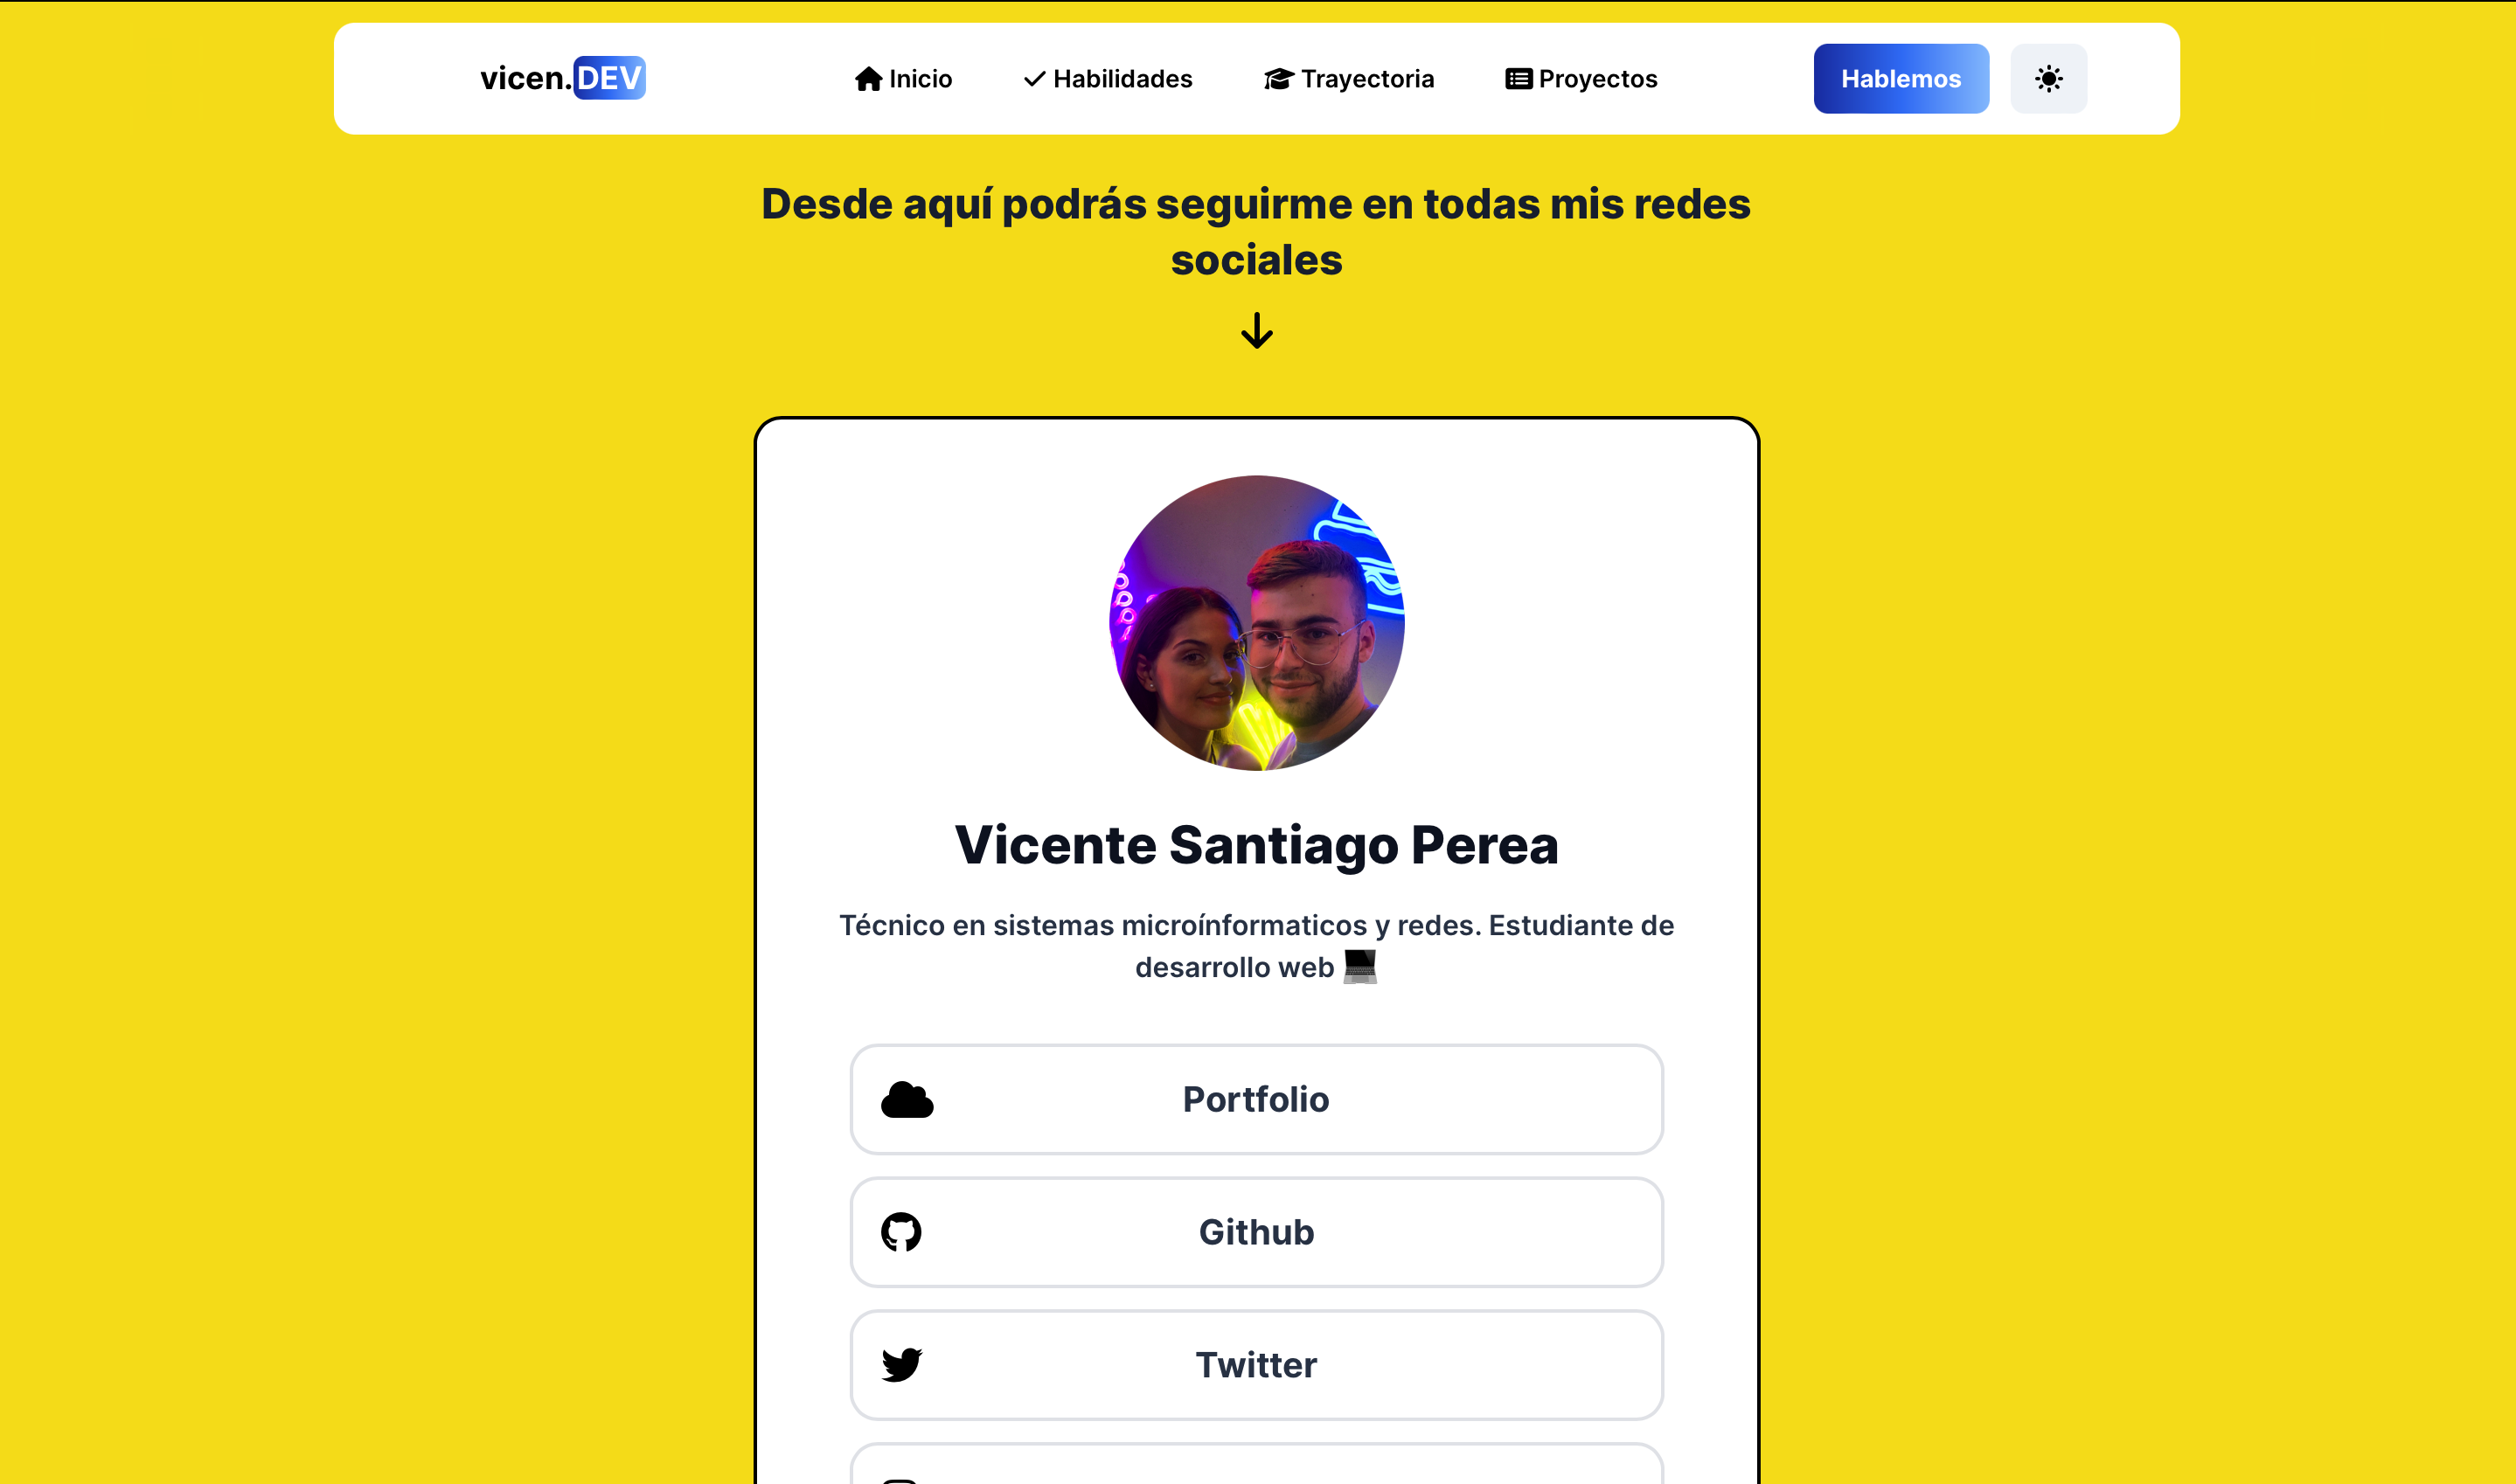 vicen.DEV
Inicio
Habilidades
Trayectoria
Proyectos
Hablemos
Desde aquí podrás seguirme en todas mis redes
sociales
Vicente Santiago Perea
Técnico en sistemas microínformaticos y redes. Estudiante de
desarrollo web
Portfolio
Github
Twitter